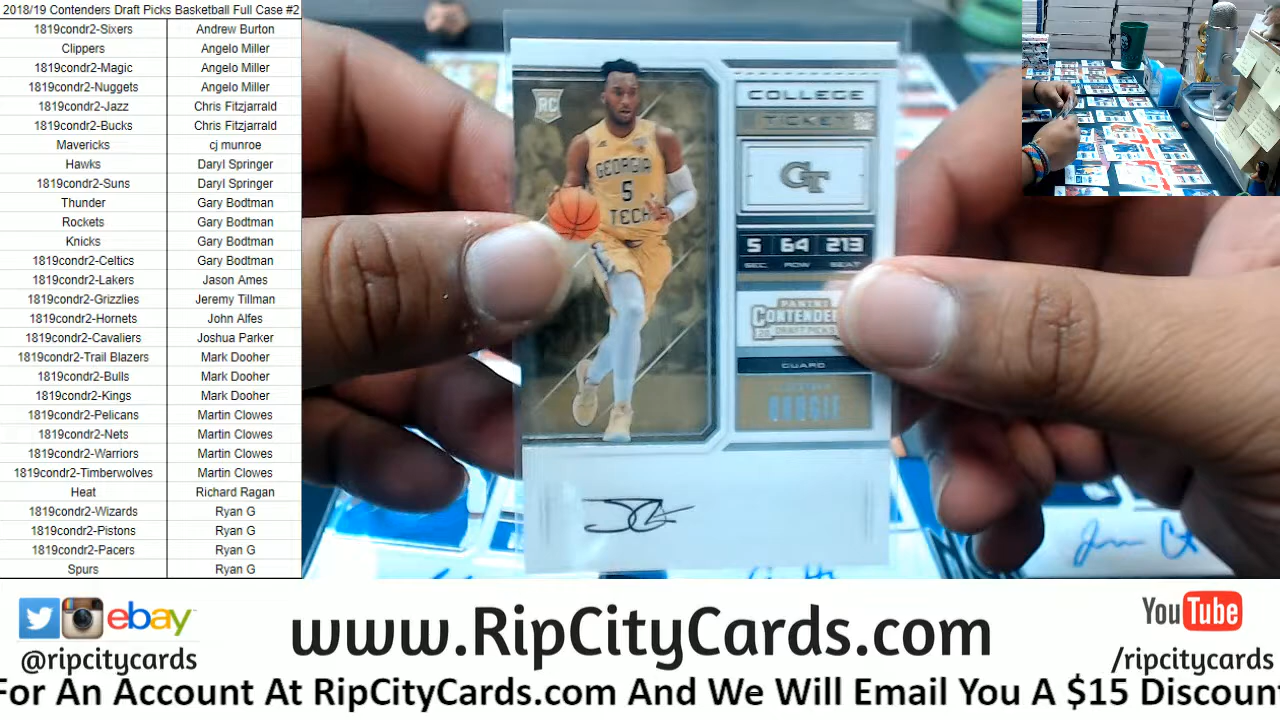 2018/19 Contenders Draft Picks Basketball Full Case #2
1819condr2-Sixers Andrew Burton
Clippers Angelo Miller
1819condr2-Magic Angelo Miller
1819condr2-Nuggets Angelo Miller
1819condr2-Jazz Chris Fitzjarrald
1819condr2-Bucks Chris Fitzjarrald
Mavericks cj munroe
Hawks Daryl Springer
1819condr2-Suns Daryl Springer
Thunder Gary Bodtman
Rockets Gary Bodtman
Knicks Gary Bodtman
1819condr2-Celtics Gary Bodtman
1819condr2-Lakers Jason Ames
1819condr2-Grizzlies Jeremy Tillman
1819condr2-Hornets John Alfes
1819condr2-Cavaliers Joshua Parker
1819condr2-Trail Blazers Mark Dooher
1819condr2-Bulls Mark Dooher
1819condr2-Kings Mark Dooher
1819condr2-Pelicans Martin Clowes
1819condr2-Nets Martin Clowes
1819condr2-Warriors Martin Clowes
1819condr2-Timberwolves Martin Clowes
Heat Richard Ragan
1819condr2-Wizards Ryan G
1819condr2-Pistons Ryan G
1819condr2-Pacers Ryan G
Spurs Ryan G
RC
GEORGIA
5
TECH
COLLEGE
TICKET
GT
5 64 213
SEC. ROW SEAT
PANINI
CONTENDE
DRAFT PICKS
GUARD
ebay
@ripcitycards
www.RipCityCards.com
YouTube
/ripcitycards
For An Account At RipCityCards.com And We Will Email You A $15 Discoun